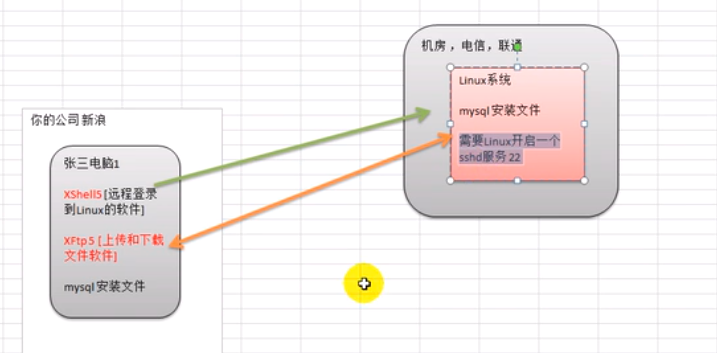 机房，电信，联通
Linux系统
mysql 安装文件
需要Linux开启一个
sshd服务 22
你的公司 新浪
张三电脑1
XShell5 [远程登录
到Linux的软件]
XFtp 5 [上传和下载
文件软件]
mysql 安装文件